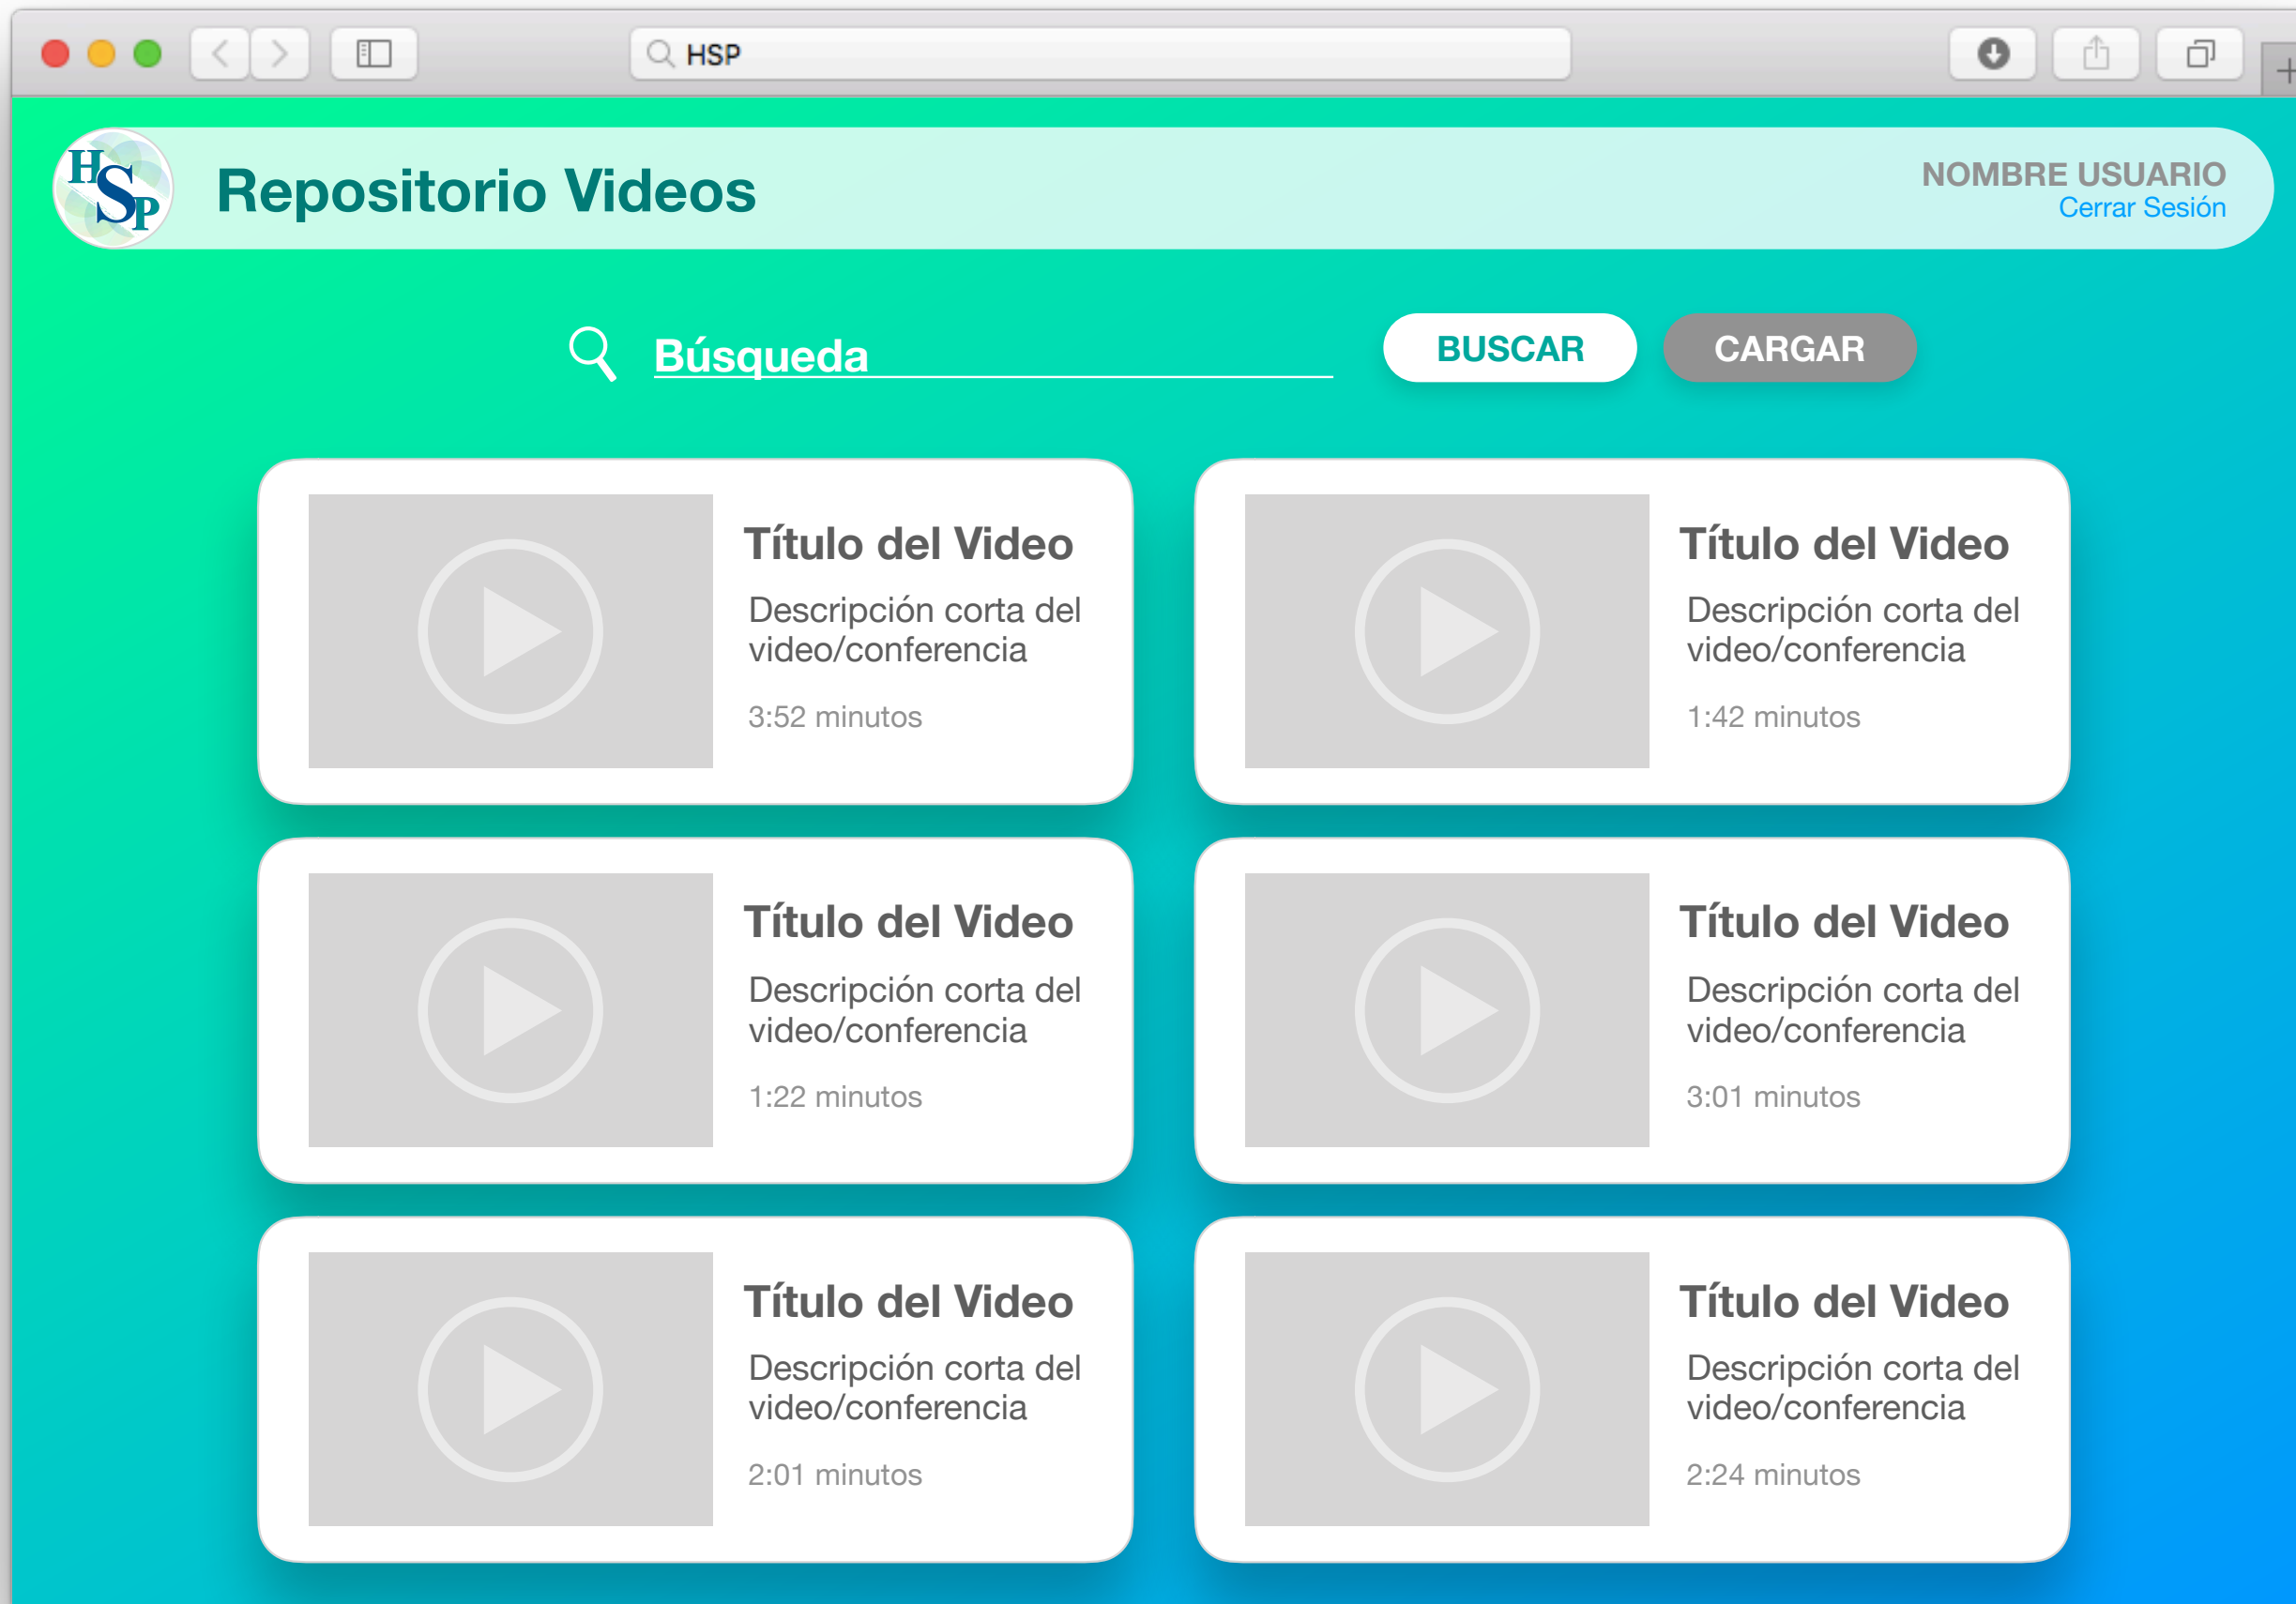 HSP
HSP
Repositorio Videos
NOMBRE USUARIO
Cerrar Sesión
Búsqueda
BUSCAR
CARGAR
Título del Video
Descripción corta del
video/conferencia
3:52 minutos
Título del Video
Descripción corta del
video/conferencia
1:42 minutos
Título del Video
Descripción corta del
video/conferencia
1:22 minutos
Título del Video
Descripción corta del
video/conferencia
3:01 minutos
Título del Video
Descripción corta del
video/conferencia
2:01 minutos
Título del Video
Descripción corta del
video/conferencia
2:24 minutos